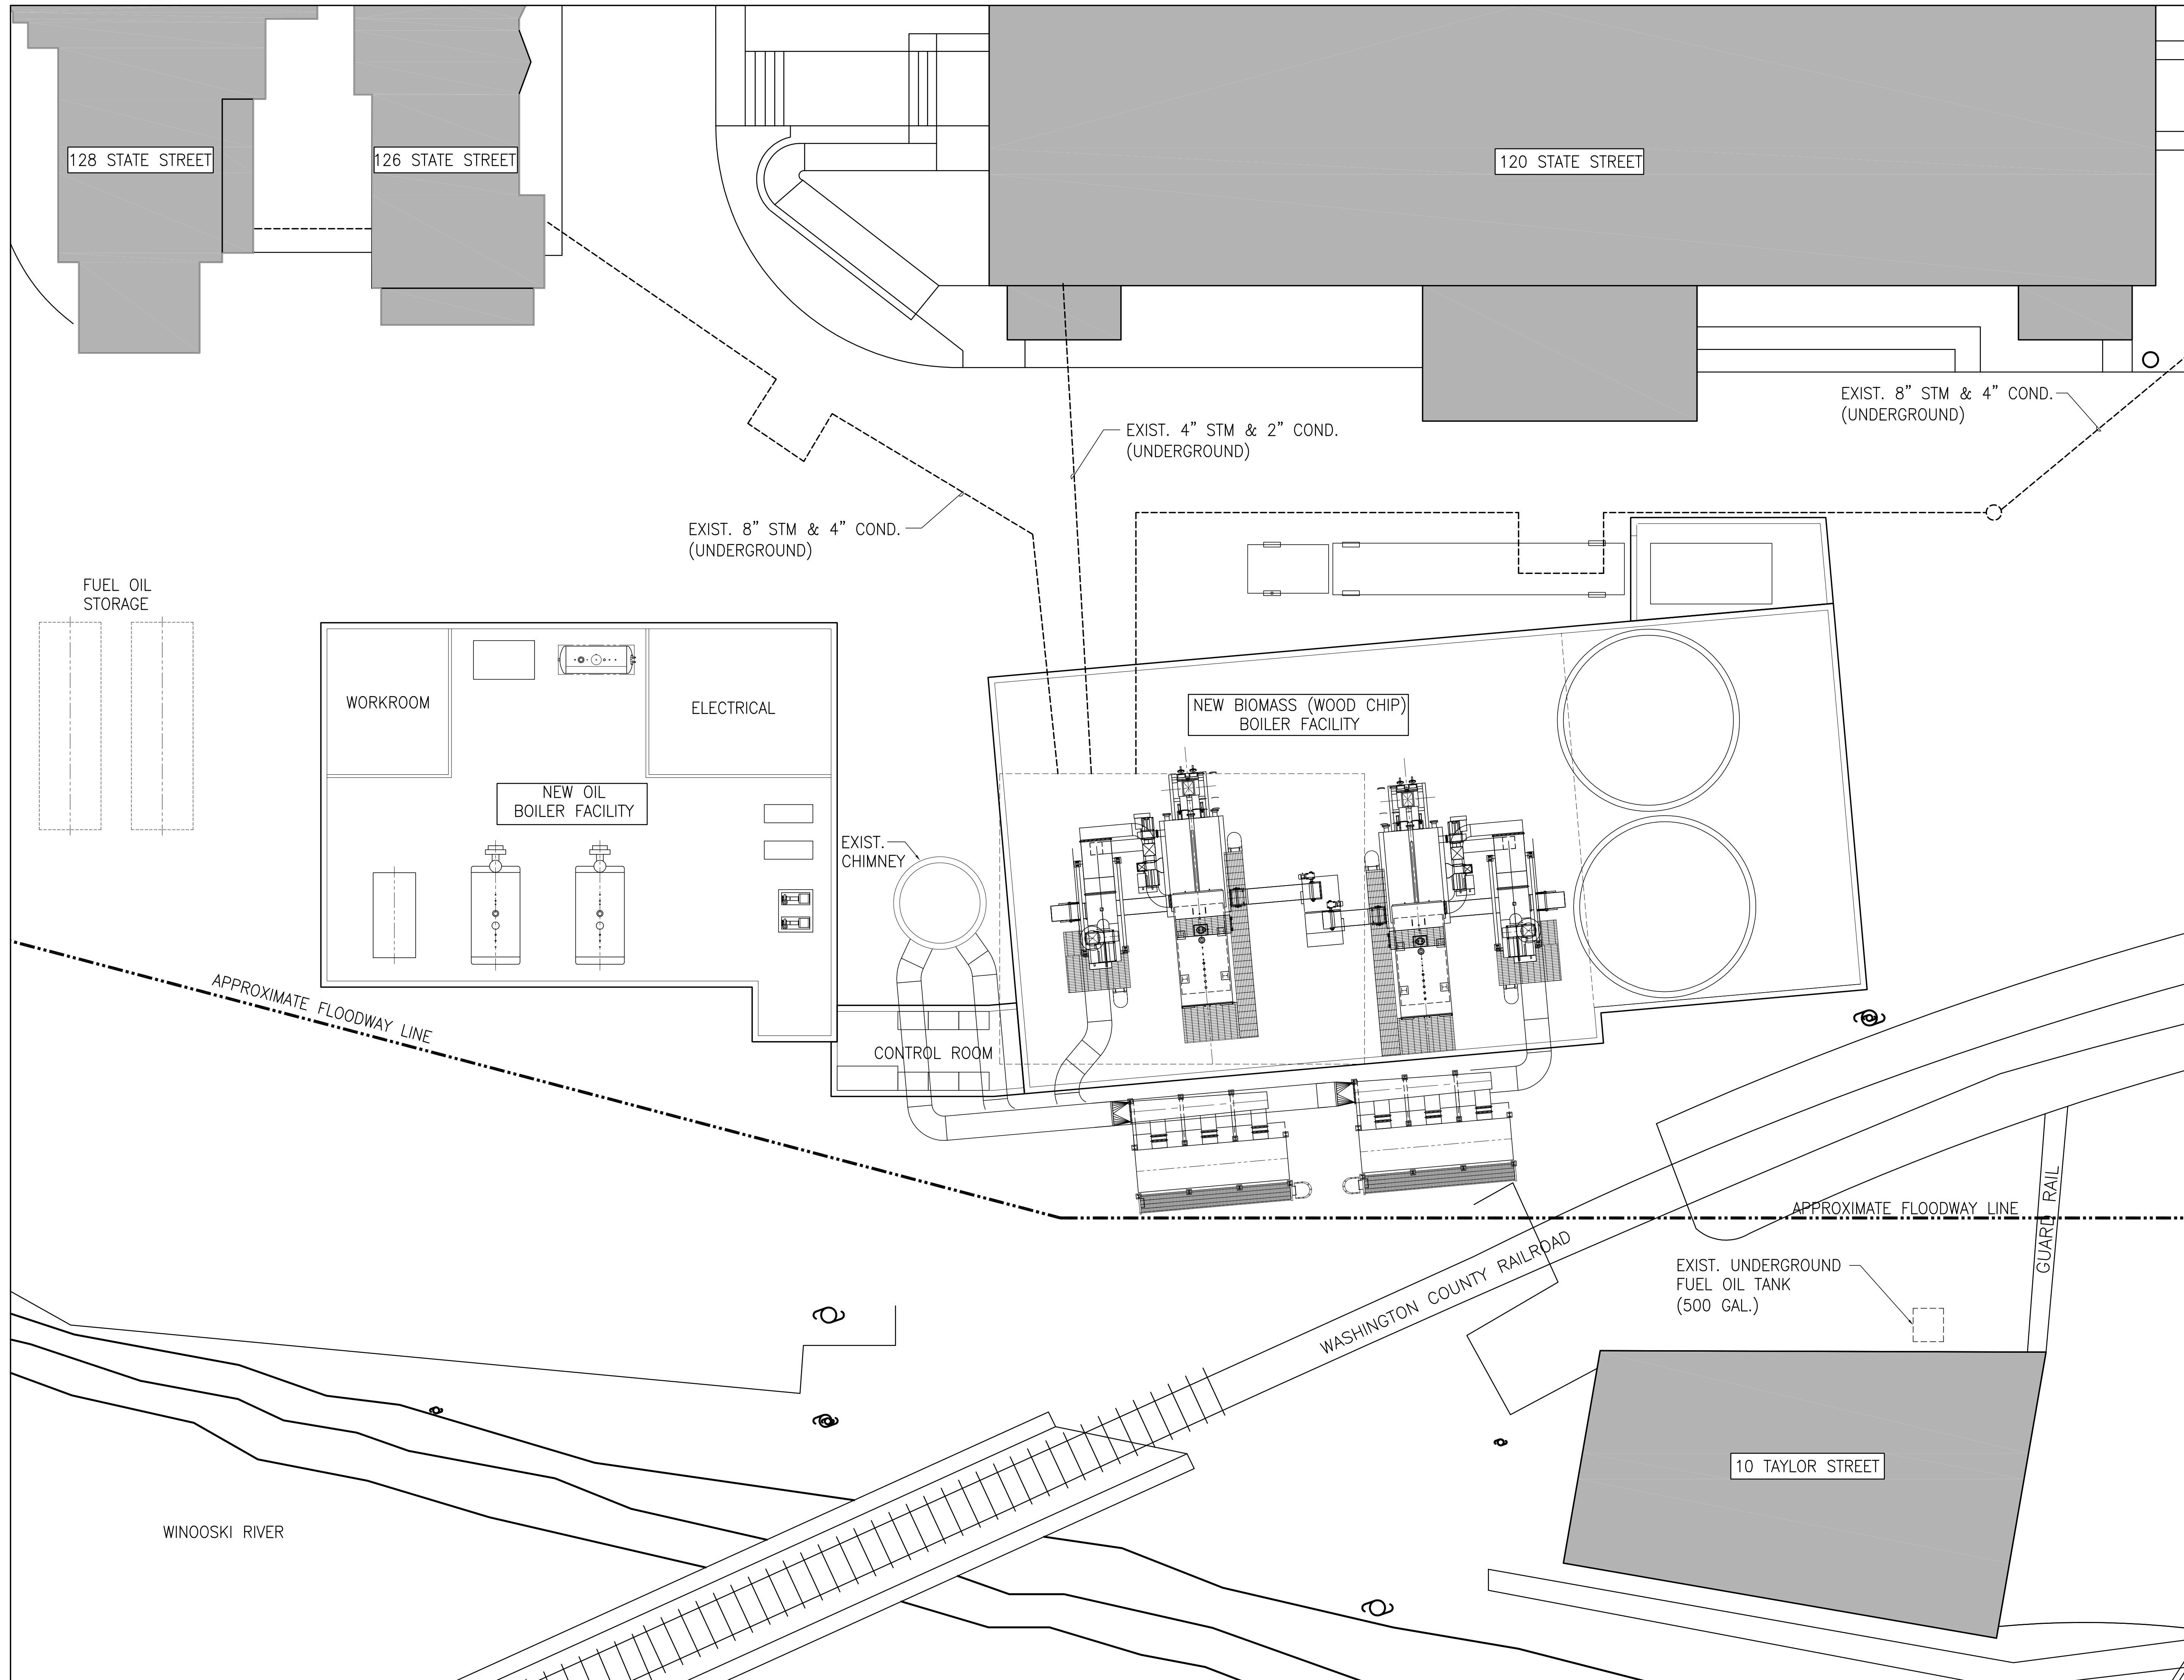 128 STATE STREET
126 STATE STREET
120 STATE STREET
EXIST. 8” STM & 4” COND.
(UNDERGROUND)
EXIST. 4” STM & 2” COND.
(UNDERGROUND)
EXIST. 8” STM & 4” COND.
(UNDERGROUND)
FUEL OIL
STORAGE
WORKROOM
ELECTRICAL
NEW BIOMASS (WOOD CHIP)
BOILER FACILITY
NEW OIL
BOILER FACILITY
EXIST.
CHIMNEY
APPROXIMATE FLOODWAY LINE
CONTROL ROOM
APPROXIMATE FLOODWAY LINE
GUARD RAIL
WASHINGTON COUNTY RAILROAD
EXIST. UNDERGROUND
FUEL OIL TANK
(500 GAL.)
10 TAYLOR STREET
WINOOSKI RIVER